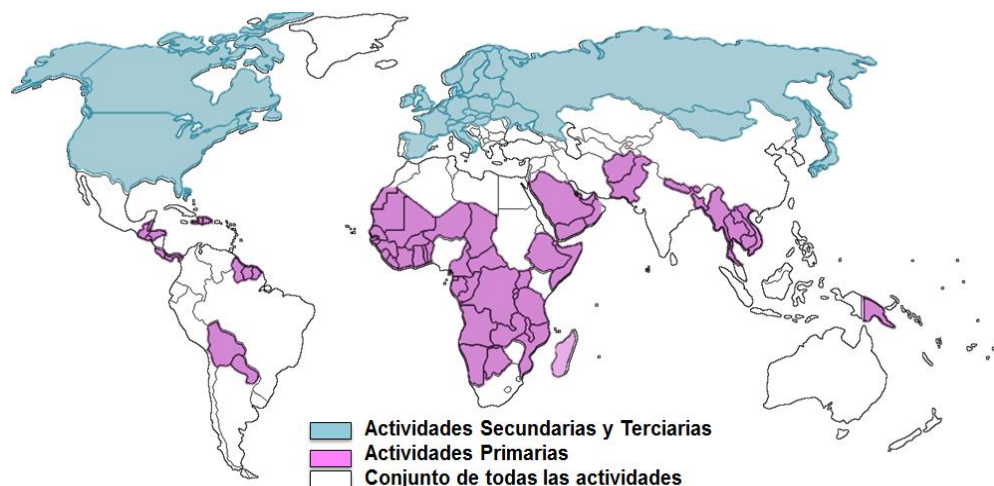 Actividades Secundarias y Terciarias
Actividades Primarias
Conjunto de todas las actividades